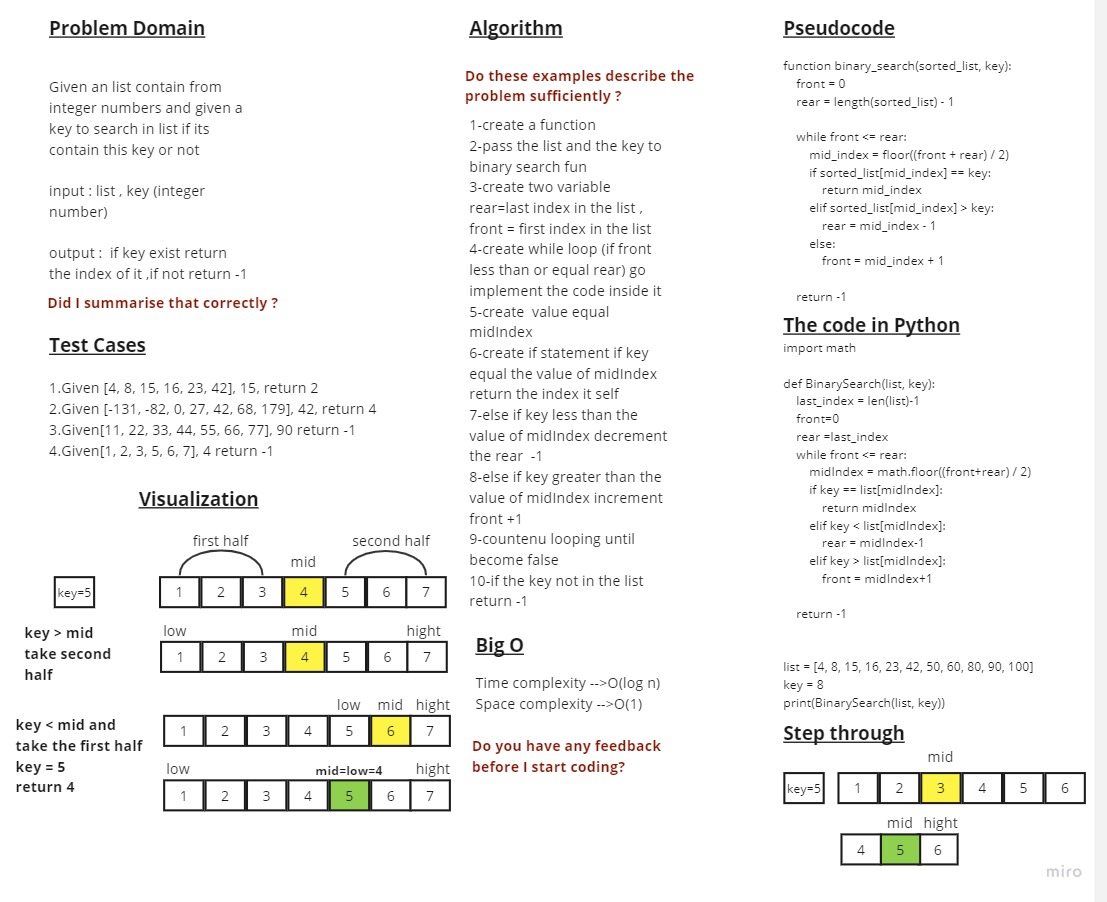 Problem Domain
Given an list contain from
integer numbers and given a
key to search in list if its
contain this key or not
input : list , key (integer
number)
output :  if key exist return
the index of it ,if not return -1
Did I summarise that correctly ?
Test Cases
1.Given [4, 8, 15, 16, 23, 42], 15, return 2
2.Given [-131, -82, 0, 27, 42, 68, 179], 42, return 4
3.Given[11, 22, 33, 44, 55, 66, 77], 90 return -1
4.Given[1, 2, 3, 5, 6, 7], 4 return -1
Visualization
first half second half
mid
key=5 1 2 3 4 5 6 7
key > mid
take second
half
low mid hight
1 2 3 4 5 6 7
low mid hight
1 2 3 4 5 6 7
key < mid and
take the first half
key = 5
return 4
low mid=low=4 hight
1 2 3 4 5 6 7
Algorithm
Do these examples describe the
problem sufficiently ?
1-create a function
2-pass the list and the key to
binary search fun
3-create two variable
rear=last index in the list ,
front = first index in the list
4-create while loop (if front
less than or equal rear) go
implement the code inside it
5-create  value equal
midIndex
6-create if statement if key
equal the value of midIndex
return the index it self
7-else if key less than the
value of midIndex decrement
the rear  -1
8-else if key greater than the
value of midIndex increment
front +1
9-countenu looping until
become false
10-if the key not in the list
return -1
Big O
Time complexity -->O(log n)
Space complexity -->O(1)
Do you have any feedback
before I start coding?
Pseudocode
function binary_search(sorted_list, key):
front = 0
rear = length(sorted_list) - 1
while front <= rear:
mid_index = floor((front + rear) / 2)
if sorted_list[mid_index] == key:
return mid_index
elif sorted_list[mid_index] > key:
rear = mid_index - 1
else:
front = mid_index + 1
return -1
The code in Python
import math
def BinarySearch(list, key):
last_index = len(list)-1
front=0
rear =last_index
while front <= rear:
midIndex = math.floor((front+rear) / 2)
if key == list[midIndex]:
return midIndex
elif key < list[midIndex]:
rear = midIndex-1
elif key > list[midIndex]:
front = midIndex+1
return -1
list = [4, 8, 15, 16, 23, 42, 50, 60, 80, 90, 100]
key = 8
print(BinarySearch(list, key))
Step through
mid
key=5 1 2 3 4 5 6
mid hight
4 5 6
miro